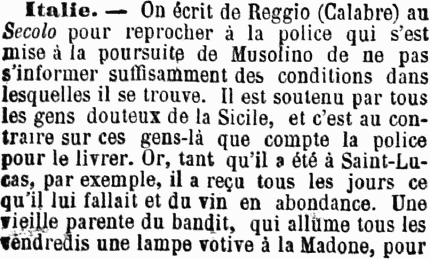 Italie. — On écrit de Reggio (Calabre) au
Secolo pour reprocher à la police qui s'est
mise à la poursuite de Musolino de ne pas
s'informer suffisamment des conditions dans
lesquelles il se trouve. Il est soutenu par tous
les gens douteux de la Sicile, et c'est au con-
traire sur ces gens-là que compte la police
pour le livrer. Or, tant qu'il a été à Saint-Lu-
cas, par exemple, il a reçu tous les jours ce
qu'il lui fallait et du vin en abondance. Une
vieille parente du bandit, qui allume tous les
vendredis une lampe votive à la Madone, pour